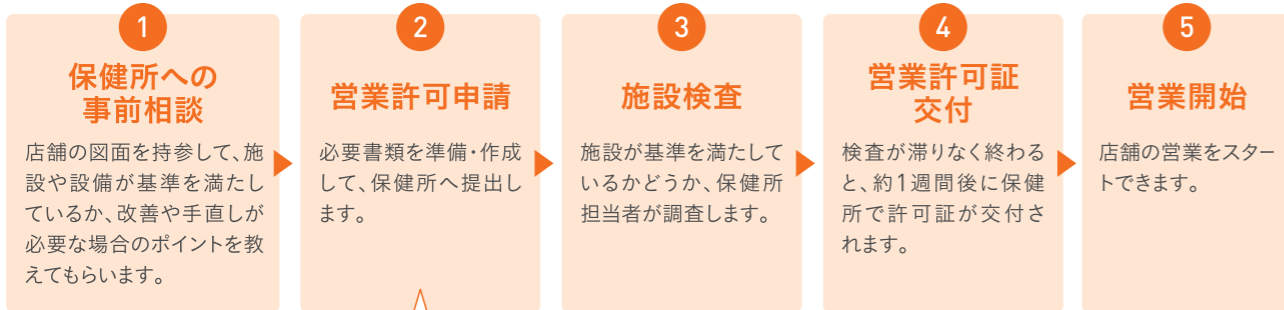 1
保健所への
事前相談
店舗の図面を持参して、施
設や設備が基準を満たし
ているか、改善や手直しが
必要な場合のポイントを教
えてもらいます。
2
営業許可申請
必要書類を準備・作成
して、保健所へ提出し
ます。
3
施設検査
施設が基準を満たして
いるかどうか、保健所
担当者が調査します。
4
営業許可証
交付
検査が滞りなく終わる
と、約1週間後に保健
所で許可証が交付さ
れます。
5
営業開始
店舗の営業をスター
トできます。